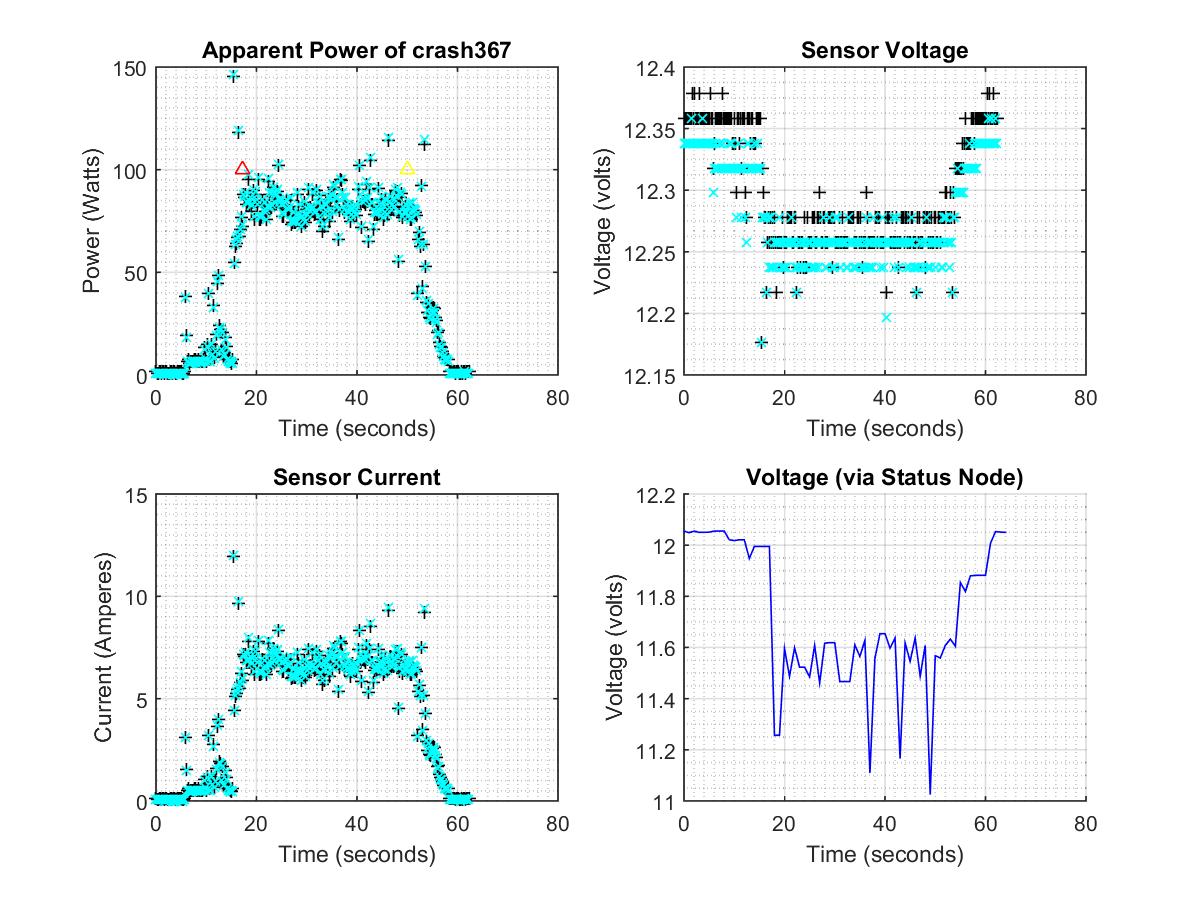 Apparent Power of crash367
150
100
50
0
0 20 40 60 80
Power (Watts)
Time (seconds)
Sensor Voltage
12.4
12.35
12.3
12.25
12.2
12.15
0 20 40 60 80
Voltage (volts)
Time (seconds)
Sensor Current
15
10
5
0
0 20 40 60 80
Current (Amperes)
Time (seconds)
Voltage (via Status Node)
12.2
12
11.8
11.6
11.4
11.2
11
0 20 40 60 80
Voltage (volts)
Time (seconds)